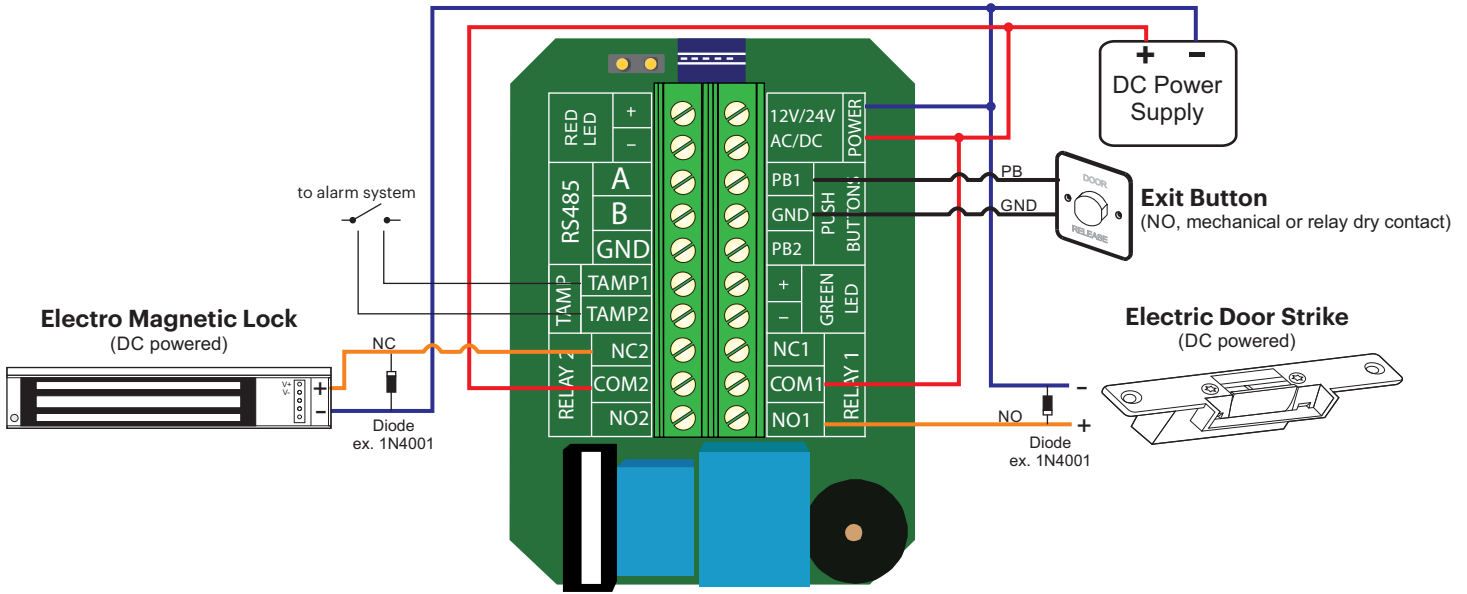 + −
DC Power
Supply
RED
LED
+
−
12V/24V
AC/DC
POWER
RS485
A
B
GND
PB1
GND
PB2
PUSH
BUTTONS
PB
GND
DOOR
RELEASE
Exit Button
(NO, mechanical or relay dry contact)
to alarm system
TAMP
TAMP1
TAMP2
+
−
GREEN
LED
Electro Magnetic Lock
(DC powered)
NC
V+
V-
+
−
Diode
ex. 1N4001
RELAY 2
NC2
COM2
NO2
NC1
COM1
NO1
RELAY 1
Electric Door Strike
(DC powered)
-
NO
+
Diode
ex. 1N4001